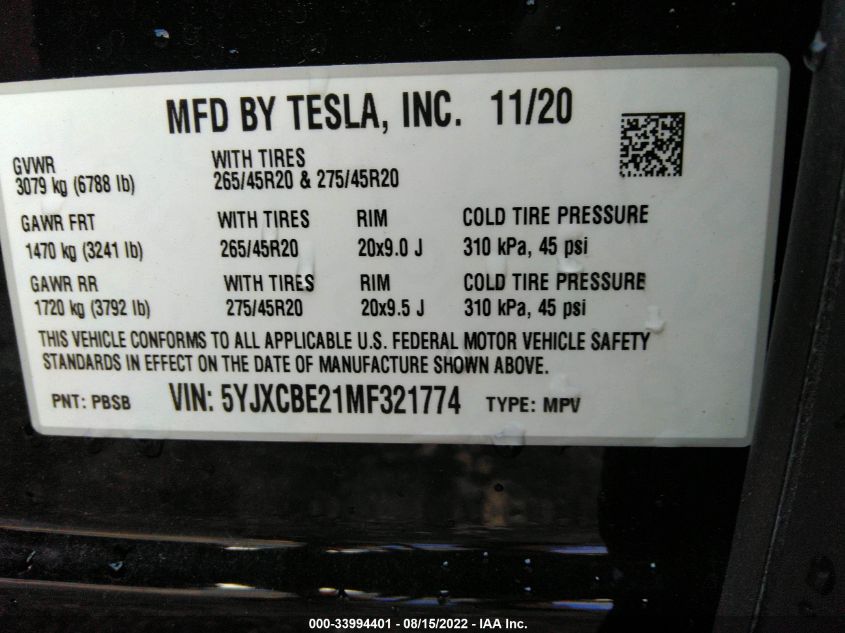 MFD BY TESLA, INC. 11/20
GVWR
3079 kg (6788 lb)
WITH TIRES
265/45R20 & 275/45R20
GAWR FRT WITH TIRES RIM COLD TIRE PRESSURE
1470 kg (3241 lb) 265/45R20 20x9.0 J 310 kPa, 45 psi
GAWR RR WITH TIRES RIM COLD TIRE PRESSURE
1720 kg (3792 lb) 275/45R20 20x9.5 J 310 kPa, 45 psi
THIS VEHICLE CONFORMS TO ALL APPLICABLE U.S. FEDERAL MOTOR VEHICLE SAFETY
STANDARDS IN EFFECT ON THE DATE OF MANUFACTURE SHOWN ABOVE.
PNT: PBSB VIN: 5YJXCBE21MF321774 TYPE: MPV
000-33994401 - 08/15/2022 - IAA Inc.